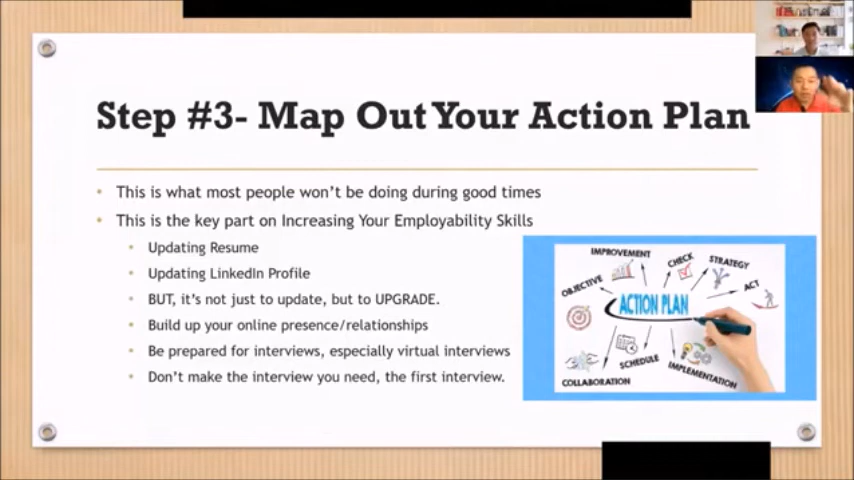 Step #3- Map Out Your Action Plan
This is what most people won't be doing during good times
This is the key part on Increasing Your Employability Skills
Updating Resume
Updating LinkedIn Profile
BUT, it's not just to update, but to UPGRADE.
Build up your online presence/relationships
Be prepared for interviews, especially virtual interviews
Don't make the interview you need, the first interview.
IMPROVEMENT
CHECK
STRATEGY
OBJECTIVE
ACT
ACTION PLAN
COLLABORATION
SCHEDULE
IMPLEMENTATION